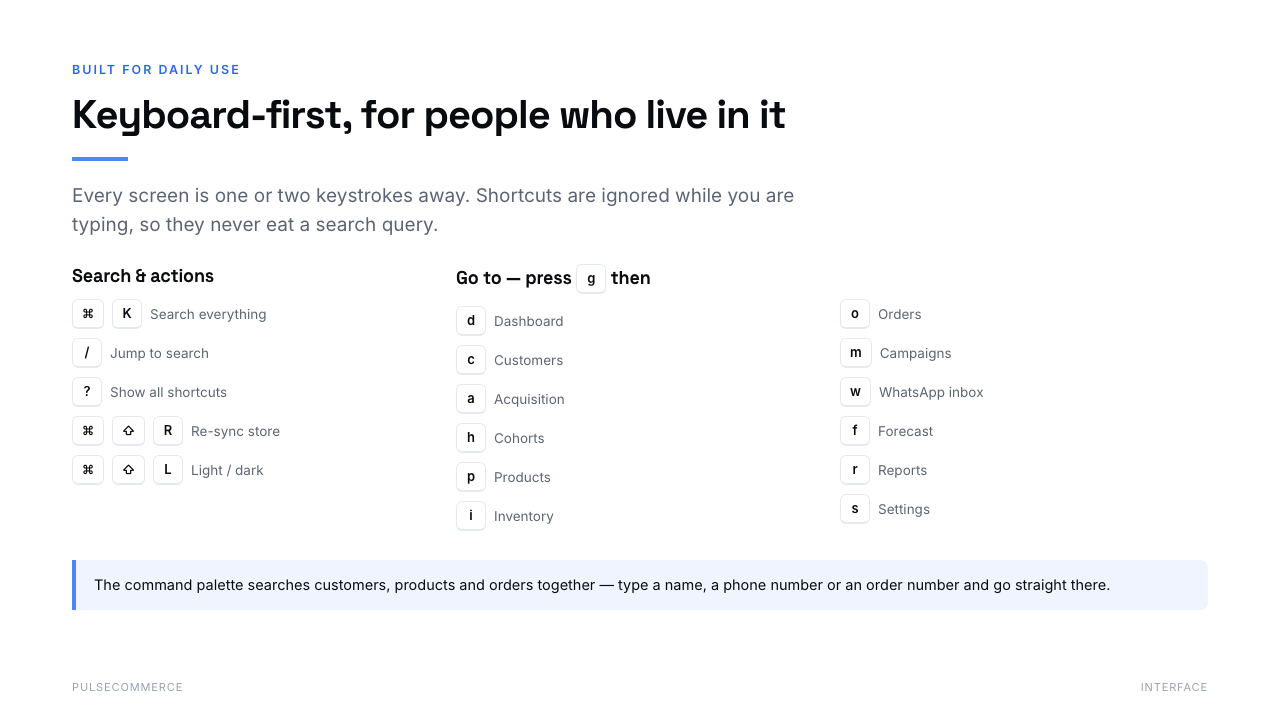 BUILT FOR DAILY USE
Keyboard-first, for people who live in it
Every screen is one or two keystrokes away. Shortcuts are ignored while you are
typing, so they never eat a search query.
Search & actions
⌘ K Search everything
/ Jump to search
? Show all shortcuts
⌘ ⇧ R Re-sync store
⌘ ⇧ L Light / dark
Go to — press g then
d Dashboard
c Customers
a Acquisition
h Cohorts
p Products
i Inventory
o Orders
m Campaigns
w WhatsApp inbox
f Forecast
r Reports
s Settings
The command palette searches customers, products and orders together — type a name, a phone number or an order number and go straight there.
PULSECOMMERCE
INTERFACE